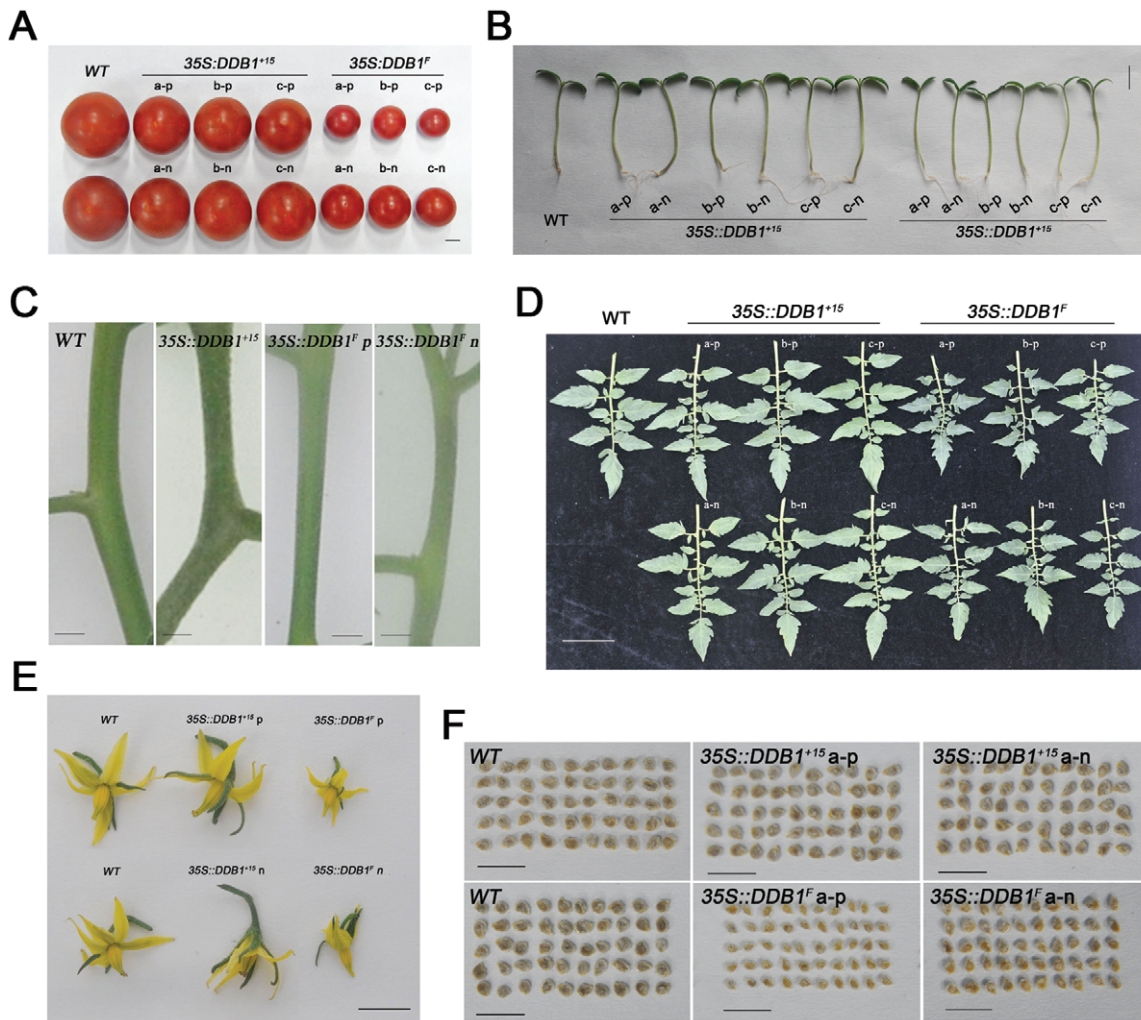 A
WT
35S:DDB1⁺¹⁵
35S:DDB1ᶠ
a-p b-p c-p a-p b-p c-p
a-n b-n c-n a-n b-n c-n
B
WT
a-p a-n b-p b-n c-p c-n a-p a-n b-p b-n c-p c-n
35S::DDB1⁺¹⁵ 35S::DDB1⁺¹⁵
C
WT 35S::DDB1⁺¹⁵ 35S::DDB1ᶠ p 35S::DDB1ᶠ n
D
WT 35S::DDB1⁺¹⁵ 35S::DDB1ᶠ
a-p b-p c-p a-p b-p c-p
a-n b-n c-n a-n b-n c-n
E
WT 35S::DDB1⁺¹⁵ p 35S::DDB1ᶠ p
WT 35S::DDB1⁺¹⁵ n 35S::DDB1ᶠ n
F
WT 35S::DDB1⁺¹⁵ a-p 35S::DDB1⁺¹⁵ a-n
WT 35S::DDB1ᶠ a-p 35S::DDB1ᶠ a-n